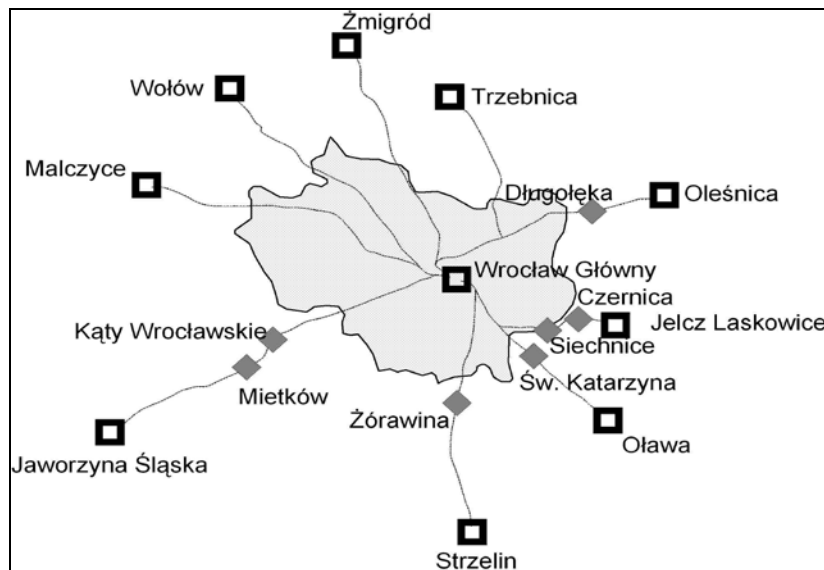 Żmigród
Wołów
Trzebnica
Malczyce
Długołęka
Oleśnica
Wrocław Główny
Czernica
Jelcz Laskowice
Kąty Wrocławskie
Siechnice
Św. Katarzyna
Mietków
Żórawina
Oława
Jaworzyna Śląska
Strzelin